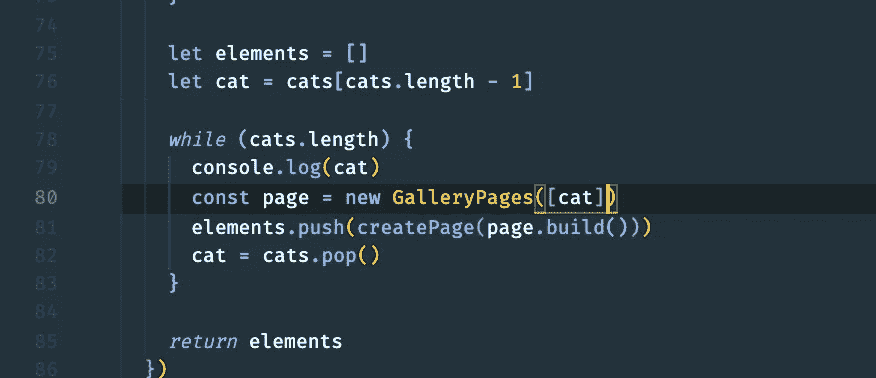 74
75 let elements = []
76 let cat = cats[cats.length - 1]
77
78 while (cats.length) {
79 console.log(cat)
80 const page = new GalleryPages([cat])
81 elements.push(createPage(page.build()))
82 cat = cats.pop()
83 }
84
85 return elements
86 })